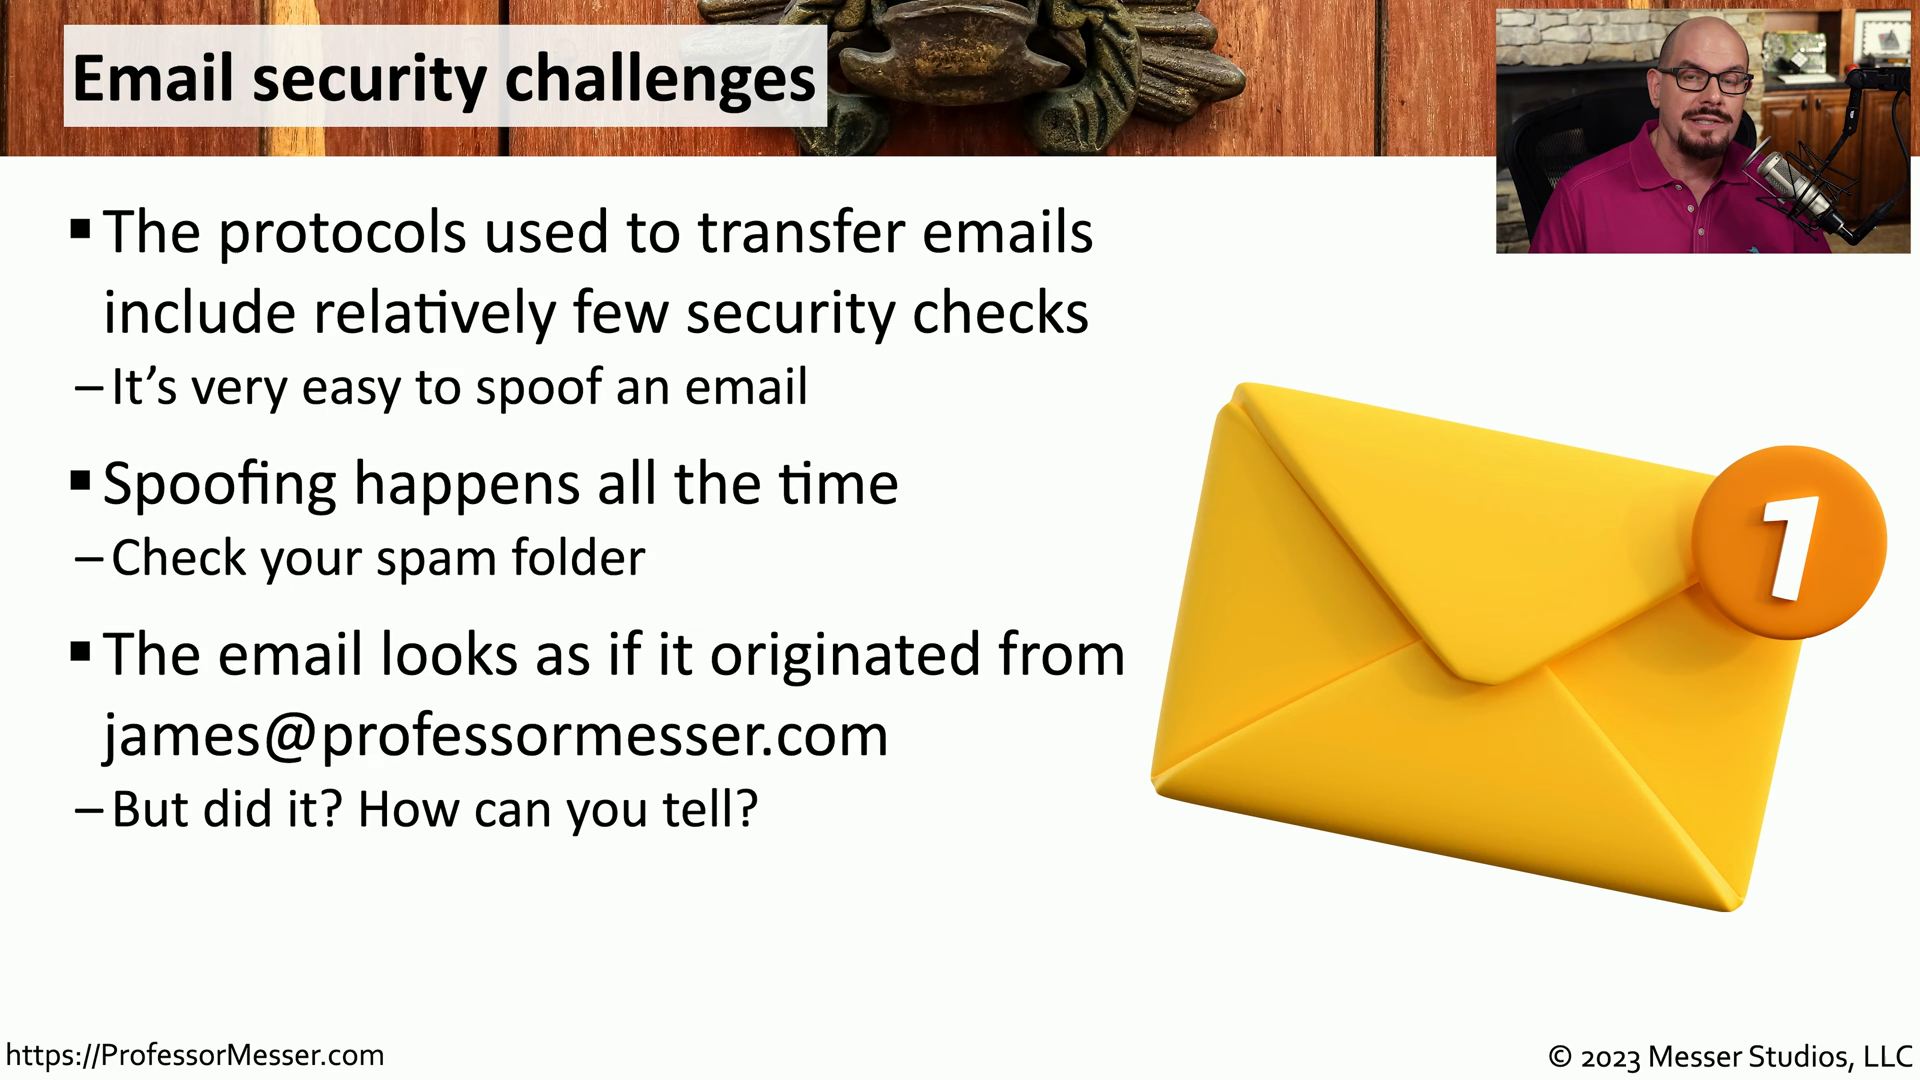 Email security challenges
▪ The protocols used to transfer emails
include relatively few security checks
– It’s very easy to spoof an email
▪ Spoofing happens all the time
– Check your spam folder
▪ The email looks as if it originated from
james@professormesser.com
– But did it? How can you tell?
1
https://ProfessorMesser.com
© 2023 Messer Studios, LLC